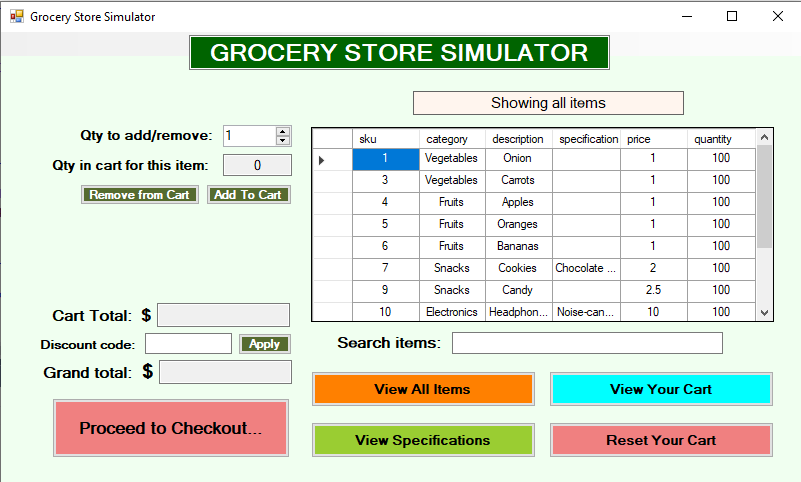 Grocery Store Simulator
GROCERY STORE SIMULATOR
Showing all items
Qty to add/remove: 1
Qty in cart for this item: 0
Remove from Cart Add To Cart
sku category description specification price quantity
1 Vegetables Onion 1 100
3 Vegetables Carrots 1 100
4 Fruits Apples 1 100
5 Fruits Oranges 1 100
6 Fruits Bananas 1 100
7 Snacks Cookies Chocolate ... 2 100
9 Snacks Candy 2.5 100
10 Electronics Headphon... Noise-can... 10 100
Cart Total: $
Discount code: Apply
Grand total: $
Proceed to Checkout...
Search items:
View All Items View Your Cart
View Specifications Reset Your Cart